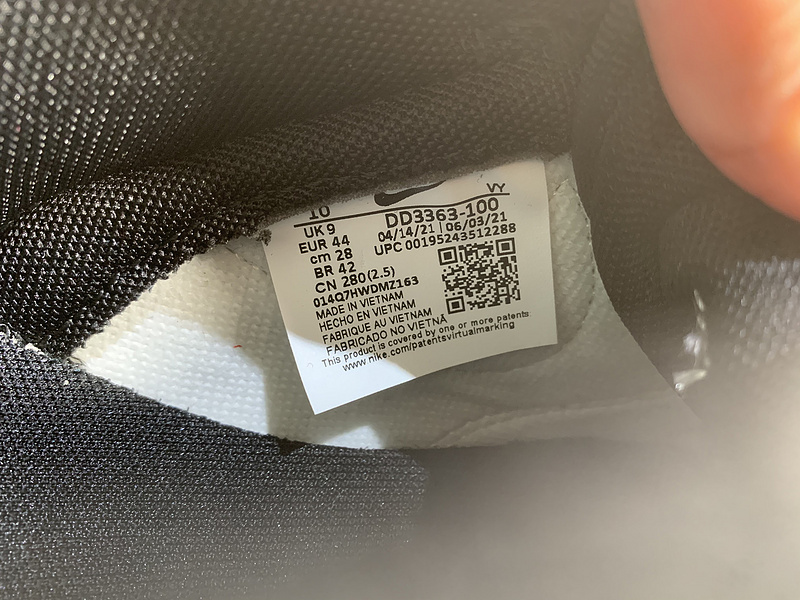 10
VY
UK 9
DD3363-100
EUR 44
04/14/21 | 06/03/21
cm 28
UPC 00195243512288
BR 42
CN 280(2.5)
014Q7HWDMZ163
MADE IN VIETNAM
HECHO EN VIETNAM
FABRIQUE AU VIETNAM
FABRICADO NO VIETNÃ
This product is covered by one or more patents
www.nike.com/patentsvirtualmarking